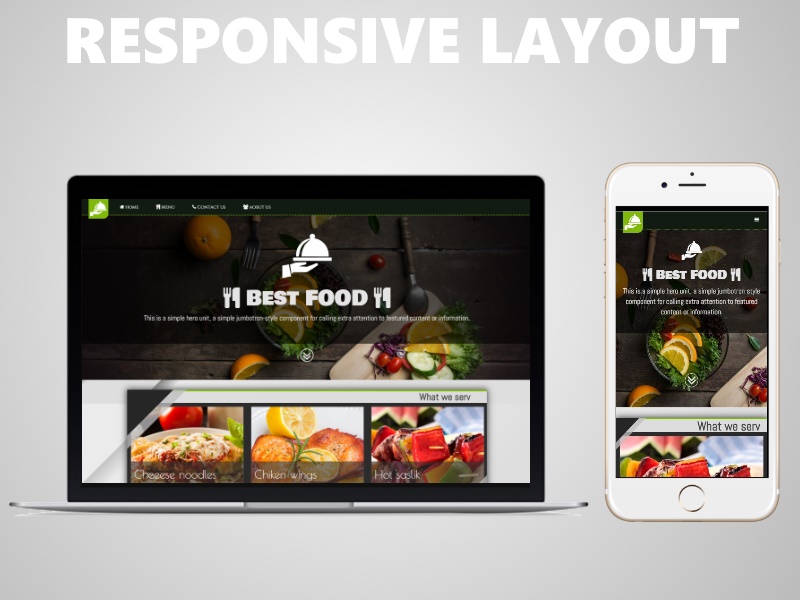 RESPONSIVE LAYOUT
HOME MENU CONTACT US ABOUT US
BEST FOOD
This is a simple hero unit, a simple jumbotron-style component for calling extra attention to featured content or information.
What we serv
Cheeese noodles Chiken wings Hot saslik
BEST FOOD
This is a simple hero unit, a simple jumbotron-style
component for calling extra attention to featured
content or information.
What we serv